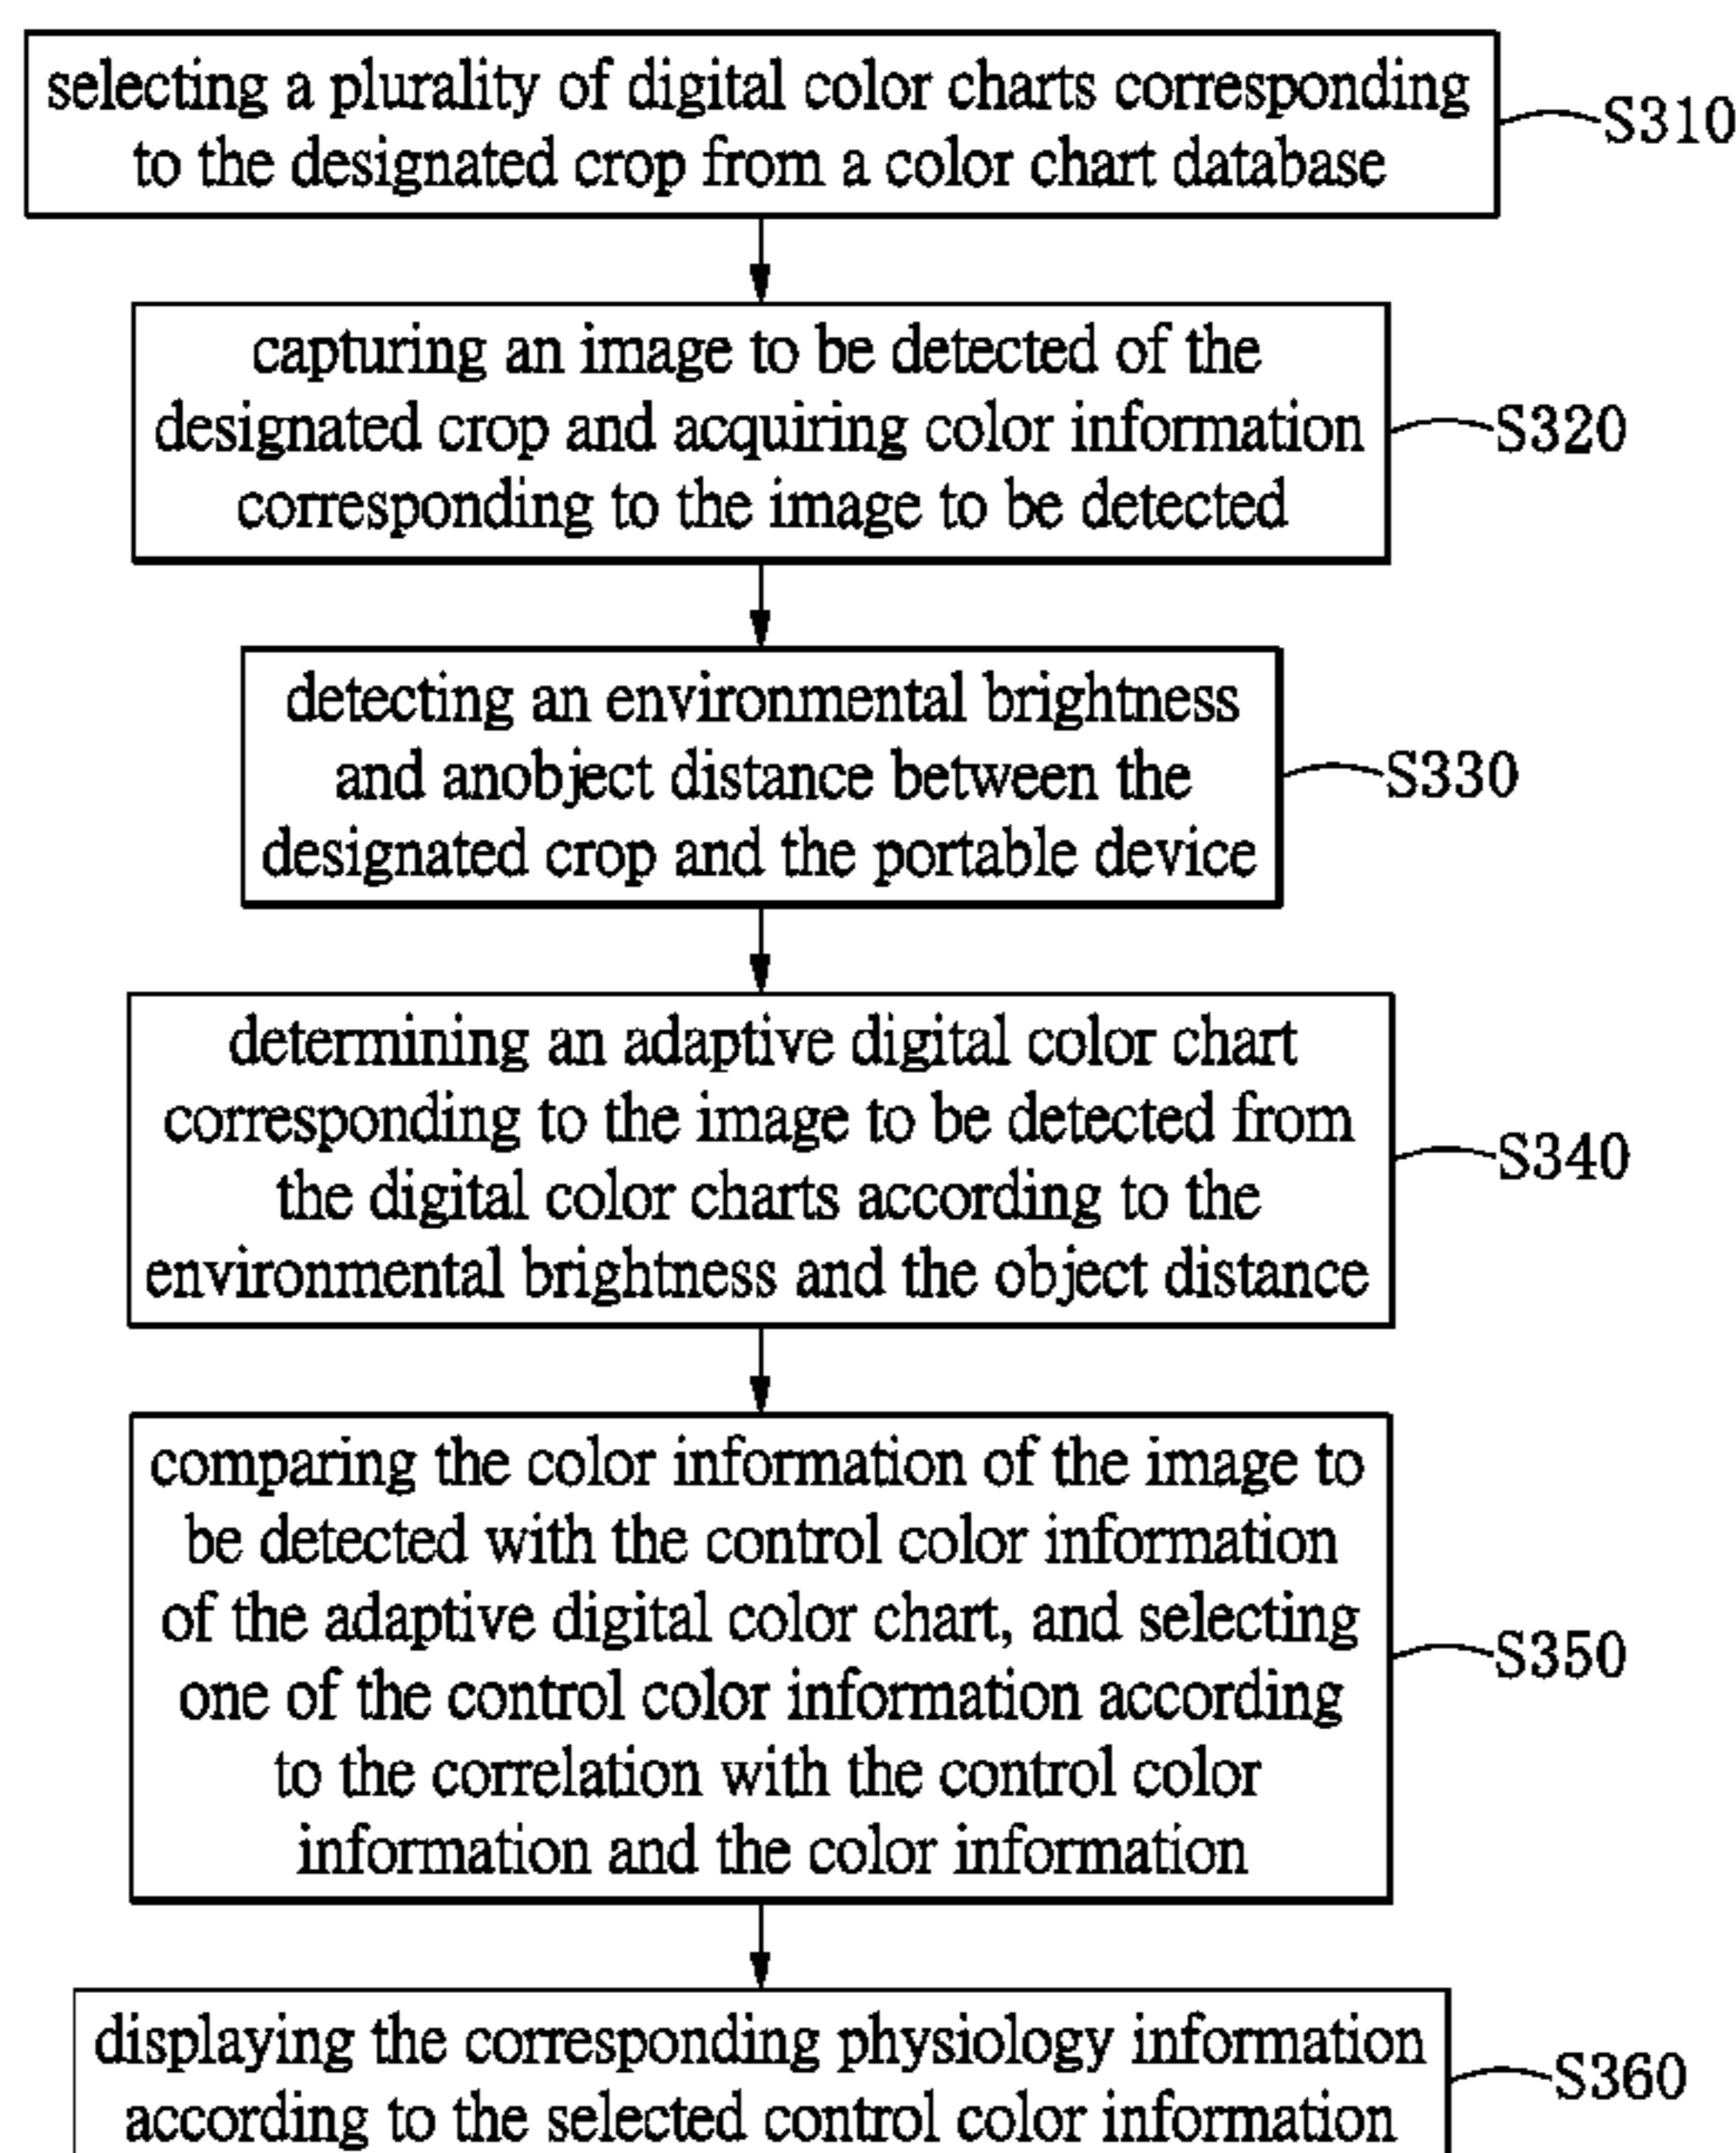 selecting a plurality of digital color charts corresponding
to the designated crop from a color chart database
S310
capturing an image to be detected of the
designated crop and acquiring color information
corresponding to the image to be detected
S320
detecting an environmental brightness
and anobject distance between the
designated crop and the portable device
S330
determining an adaptive digital color chart
corresponding to the image to be detected from
the digital color charts according to the
environmental brightness and the object distance
S340
comparing the color information of the image to
be detected with the control color information
of the adaptive digital color chart, and selecting
one of the control color information according
to the correlation with the control color
information and the color information
S350
displaying the corresponding physiology information
according to the selected control color information
S360